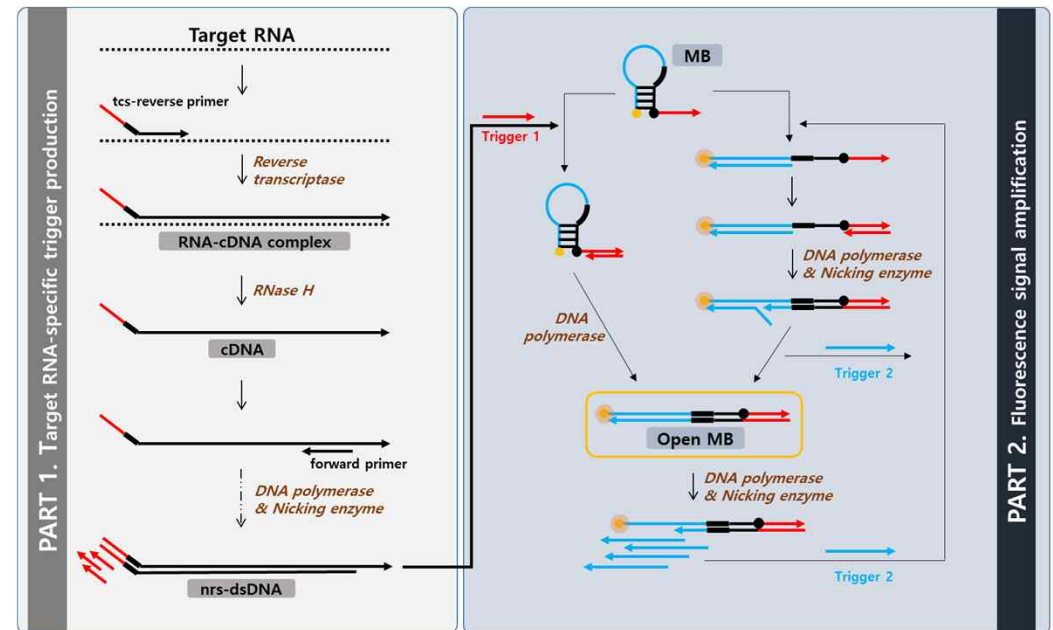 PART 1. Target RNA-specific trigger production
Target RNA
tcs-reverse primer
Reverse
transcriptase
RNA-cDNA complex
RNase H
cDNA
forward primer
DNA polymerase
& Nicking enzyme
nrs-dsDNA
MB
Trigger 1
DNA
polymerase
DNA polymerase
& Nicking enzyme
Trigger 2
Open MB
DNA polymerase
& Nicking enzyme
Trigger 2
PART 2. Fluorescence signal amplification